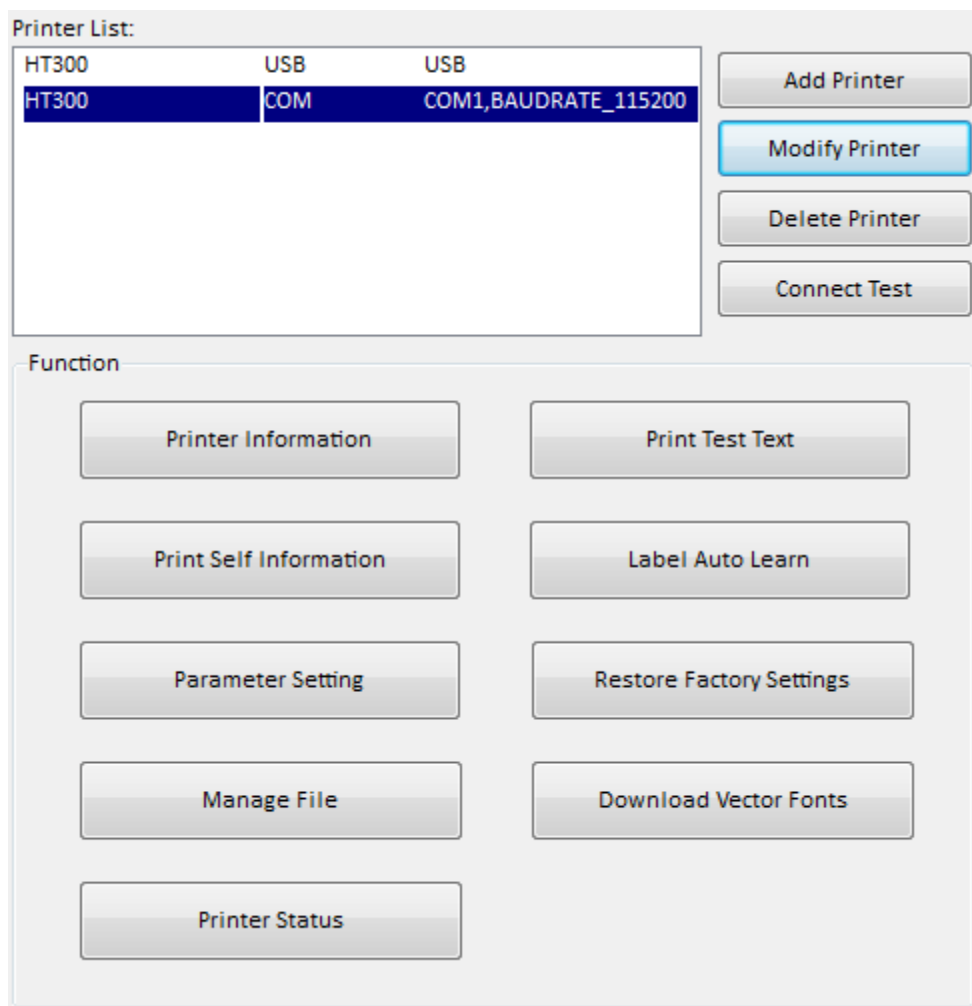 Printer List:
HT300 USB USB
HT300 COM COM1,BAUDRATE_115200
Add Printer
Modify Printer
Delete Printer
Connect Test
Function
Printer Information
Print Test Text
Print Self Information
Label Auto Learn
Parameter Setting
Restore Factory Settings
Manage File
Download Vector Fonts
Printer Status